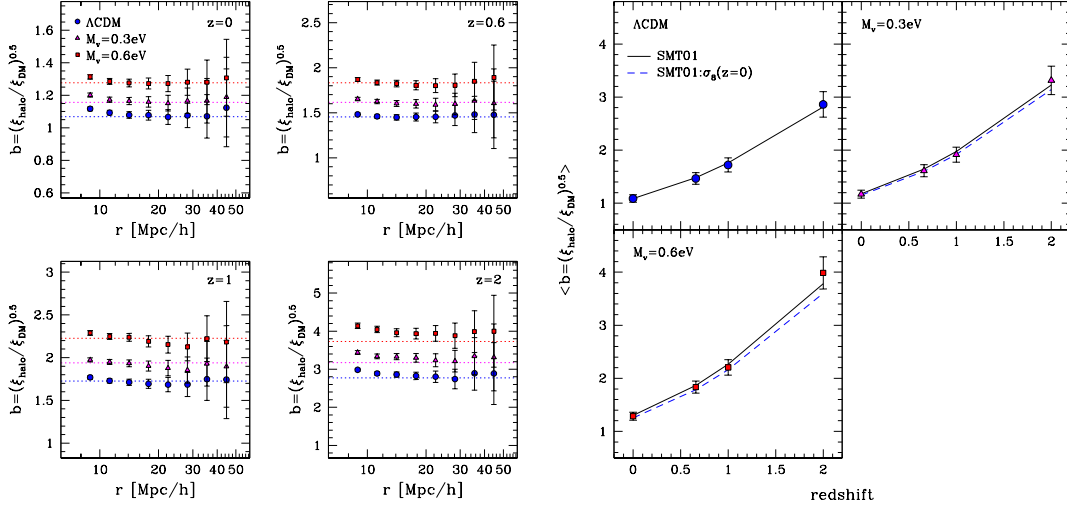 ΛCDM
M_ν=0.3eV
M_ν=0.6eV
z=0
b=(ξ_halo/ξ_DM)^0.5
1.6
1.4
1.2
1
0.8
0.6
10
20
30
40
50
r [Mpc/h]
z=0.6
b=(ξ_halo/ξ_DM)^0.5
2.5
2
1.5
1
10
20
30
40
50
r [Mpc/h]
z=1
b=(ξ_halo/ξ_DM)^0.5
3
2.5
2
1.5
1
10
20
30
40
50
r [Mpc/h]
z=2
b=(ξ_halo/ξ_DM)^0.5
5
4
3
2
1
10
20
30
40
50
r [Mpc/h]
<b=(ξ_halo/ξ_DM)^0.5>
ΛCDM
SMT01
SMT01:σ_8(z=0)
4
3
2
1
M_ν=0.3eV
0
0.5
1
1.5
2
M_ν=0.6eV
4
3
2
1
0
0.5
1
1.5
2
redshift